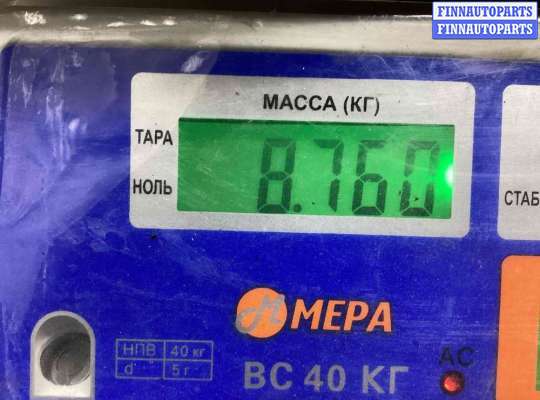 FINNAUTOPARTS
FINNAUTOPARTS
МАССА (КГ)
ТАРА
НОЛЬ
8.760
СТАБ
МЕРА
НПВ 40 кг
d 5 г
ВС 40 КГ
АС